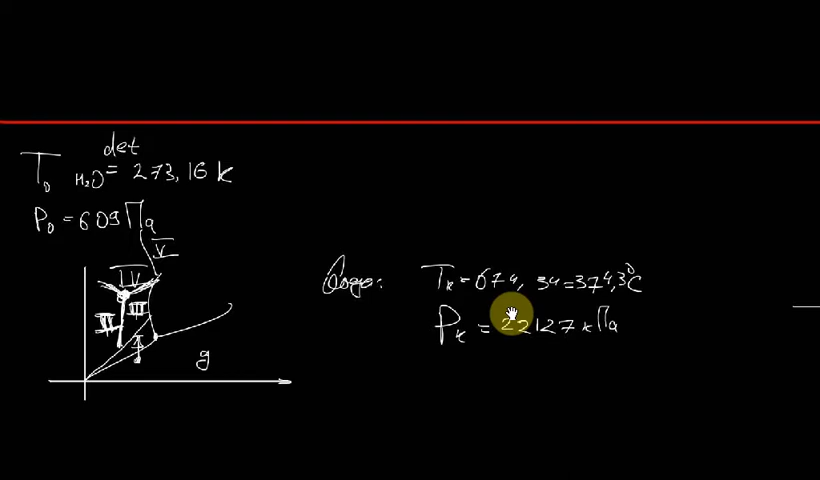 det
T₀ H₂O = 273,16 K
P₀ = 609 Па
V
IV
III
II
I
g
Вода: Tк = 674, 34 = 374,3°C
Pк = 22127 кПа